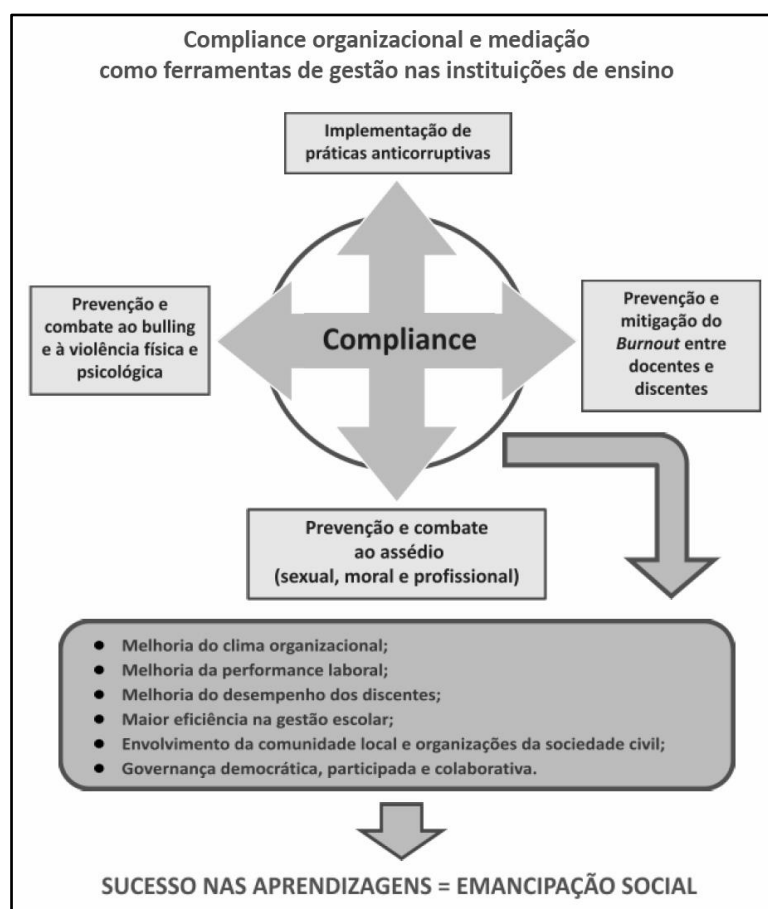 Compliance organizacional e mediação
como ferramentas de gestão nas instituições de ensino
Implementação de
práticas anticorruptivas
Prevenção e
combate ao bulling
e à violência física e
psicológica
Compliance
Prevenção e
mitigação do
Burnout entre
docentes e
discentes
Prevenção e combate
ao assédio
(sexual, moral e profissional)
● Melhoria do clima organizacional;
● Melhoria da performance laboral;
● Melhoria do desempenho dos discentes;
● Maior eficiência na gestão escolar;
● Envolvimento da comunidade local e organizações da sociedade civil;
● Governança democrática, participada e colaborativa.
SUCESSO NAS APRENDIZAGENS = EMANCIPAÇÃO SOCIAL